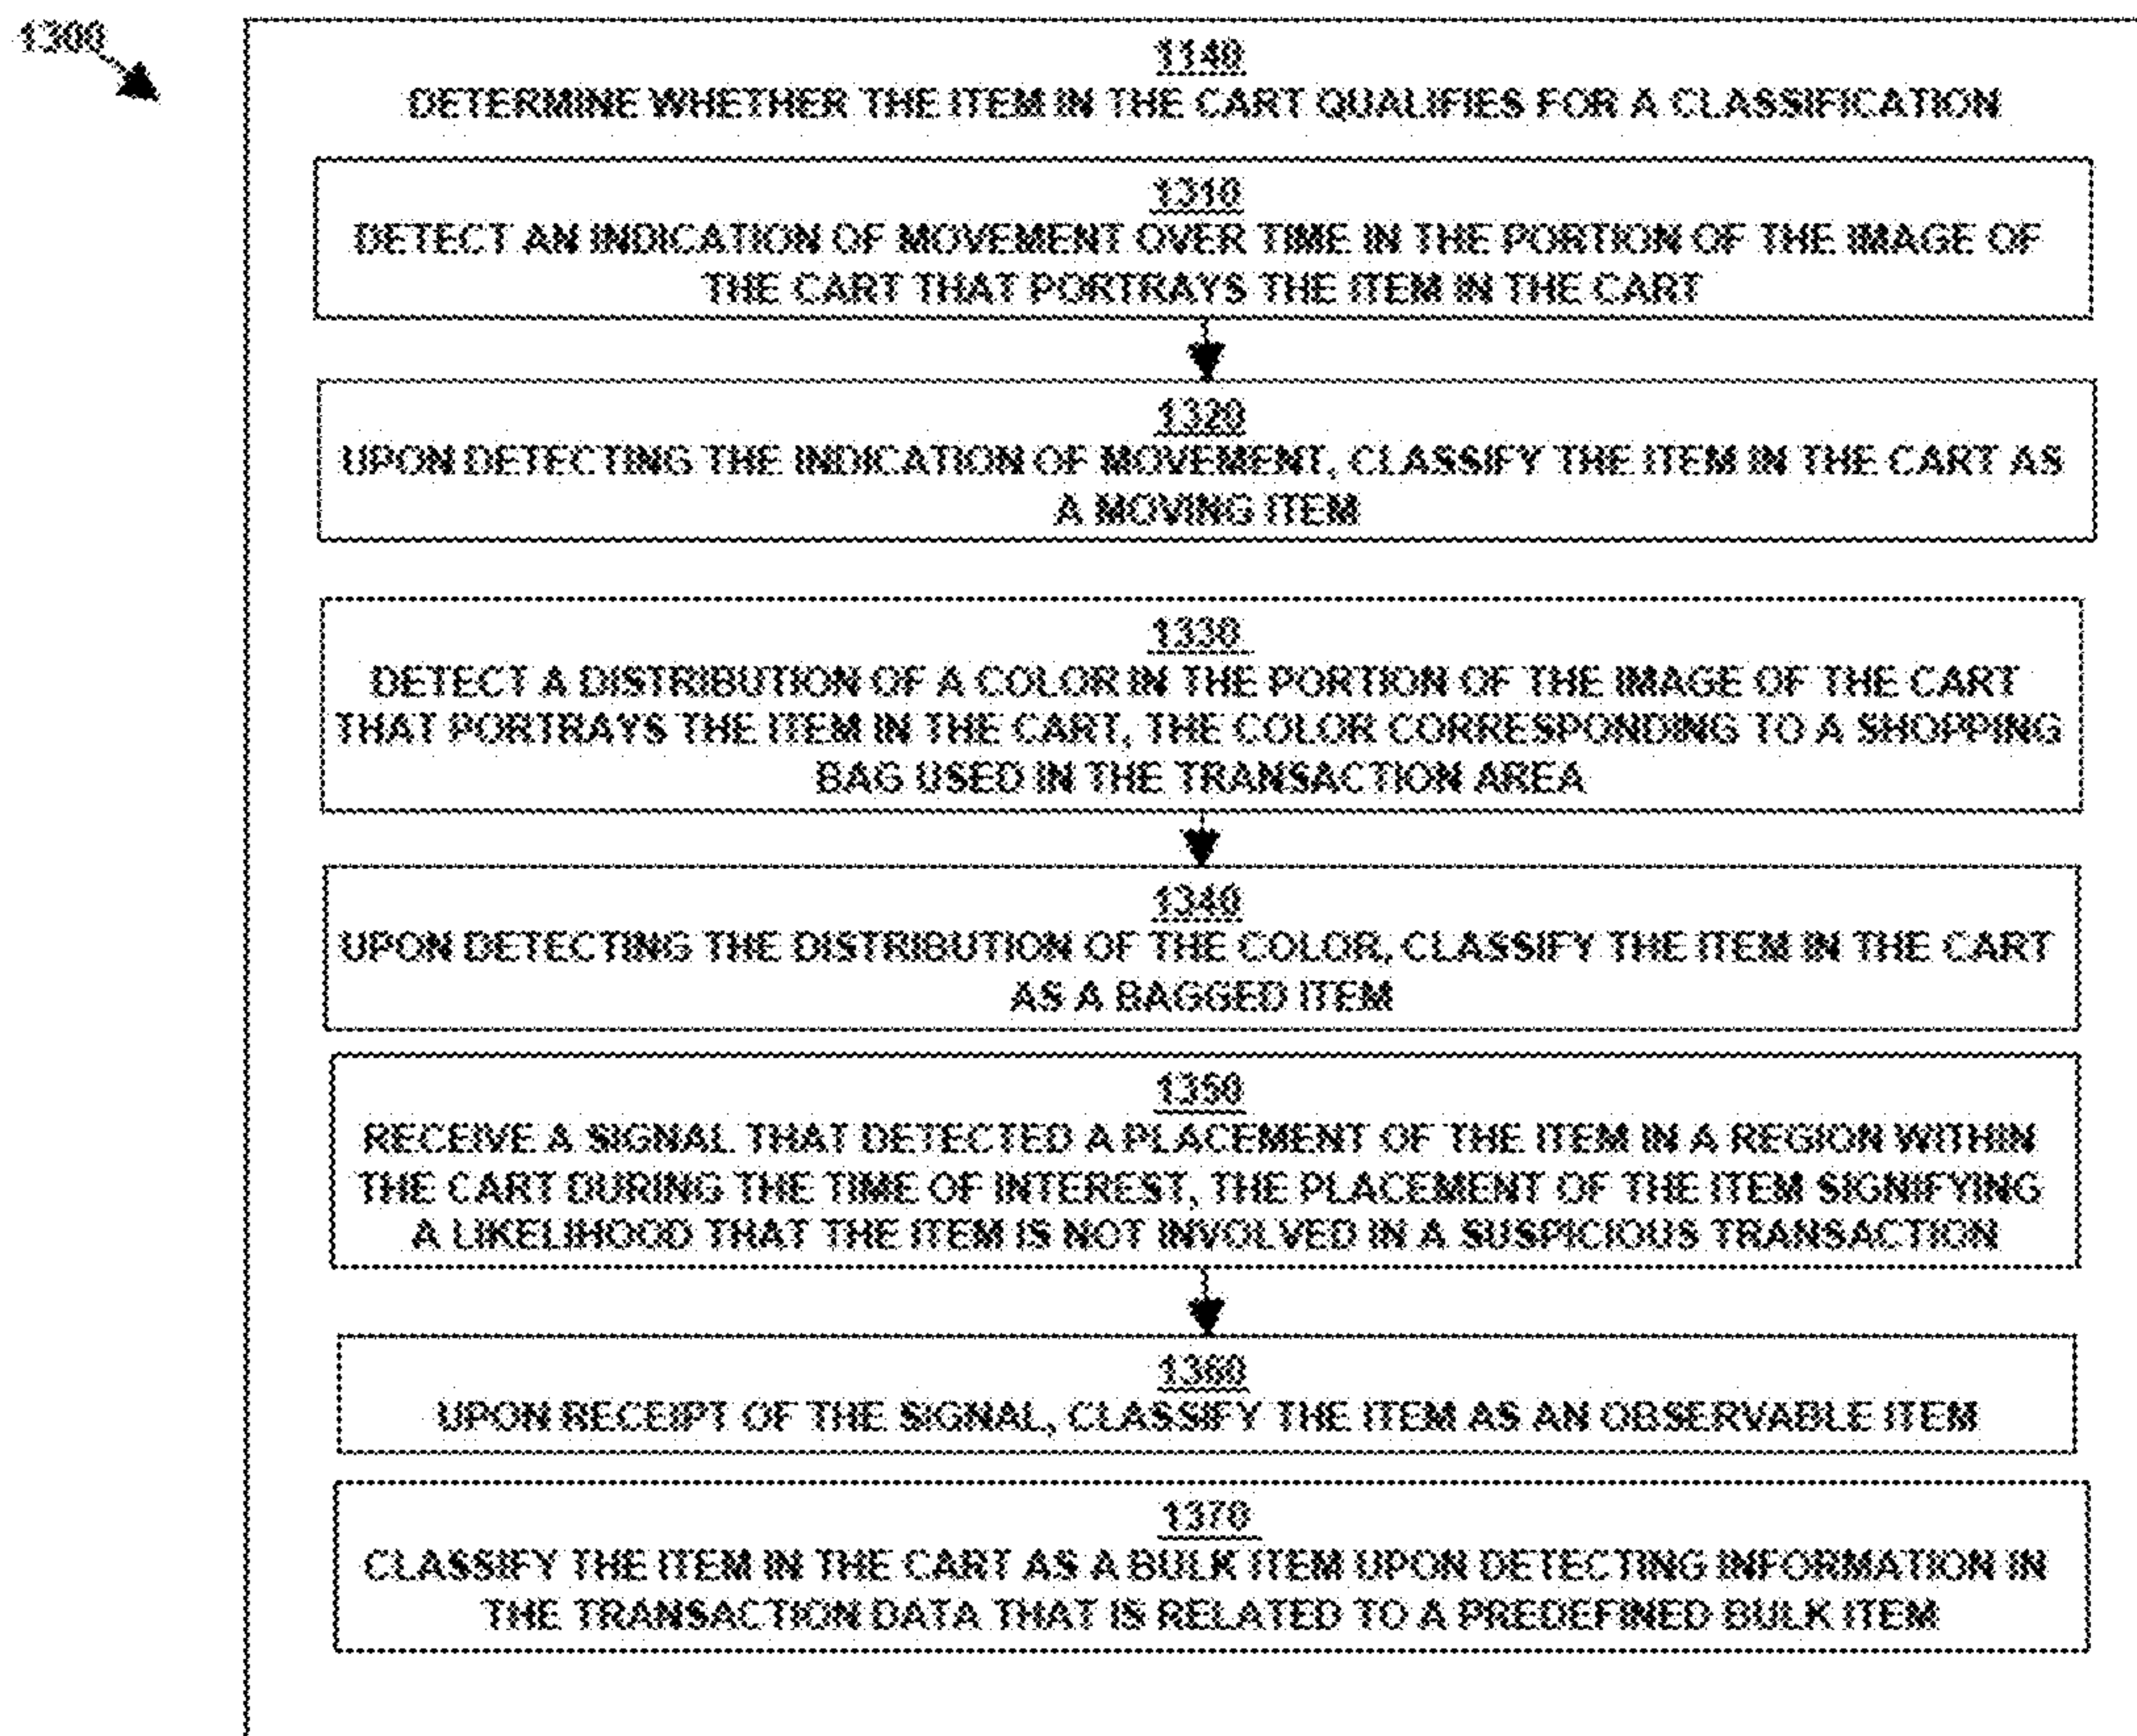 1300
1140
DETERMINE WHETHER THE ITEM IN THE CART QUALIFIES FOR A CLASSIFICATION
1310
DETECT AN INDICATION OF MOVEMENT OVER TIME IN THE PORTION OF THE IMAGE OF
THE CART THAT PORTRAYS THE ITEM IN THE CART
1320
UPON DETECTING THE INDICATION OF MOVEMENT, CLASSIFY THE ITEM IN THE CART AS
A MOVING ITEM
1330
DETECT A DISTRIBUTION OF A COLOR IN THE PORTION OF THE IMAGE OF THE CART
THAT PORTRAYS THE ITEM IN THE CART, THE COLOR CORRESPONDING TO A SHOPPING
BAG USED IN THE TRANSACTION AREA
1340
UPON DETECTING THE DISTRIBUTION OF THE COLOR, CLASSIFY THE ITEM IN THE CART
AS A BAGGED ITEM
1350
RECEIVE A SIGNAL THAT DETECTED A PLACEMENT OF THE ITEM IN A REGION WITHIN
THE CART DURING THE TIME OF INTEREST, THE PLACEMENT OF THE ITEM SIGNIFYING
A LIKELIHOOD THAT THE ITEM IS NOT INVOLVED IN A SUSPICIOUS TRANSACTION
1360
UPON RECEIPT OF THE SIGNAL, CLASSIFY THE ITEM AS AN OBSERVABLE ITEM
1370
CLASSIFY THE ITEM IN THE CART AS A BULK ITEM UPON DETECTING INFORMATION IN
THE TRANSACTION DATA THAT IS RELATED TO A PREDEFINED BULK ITEM